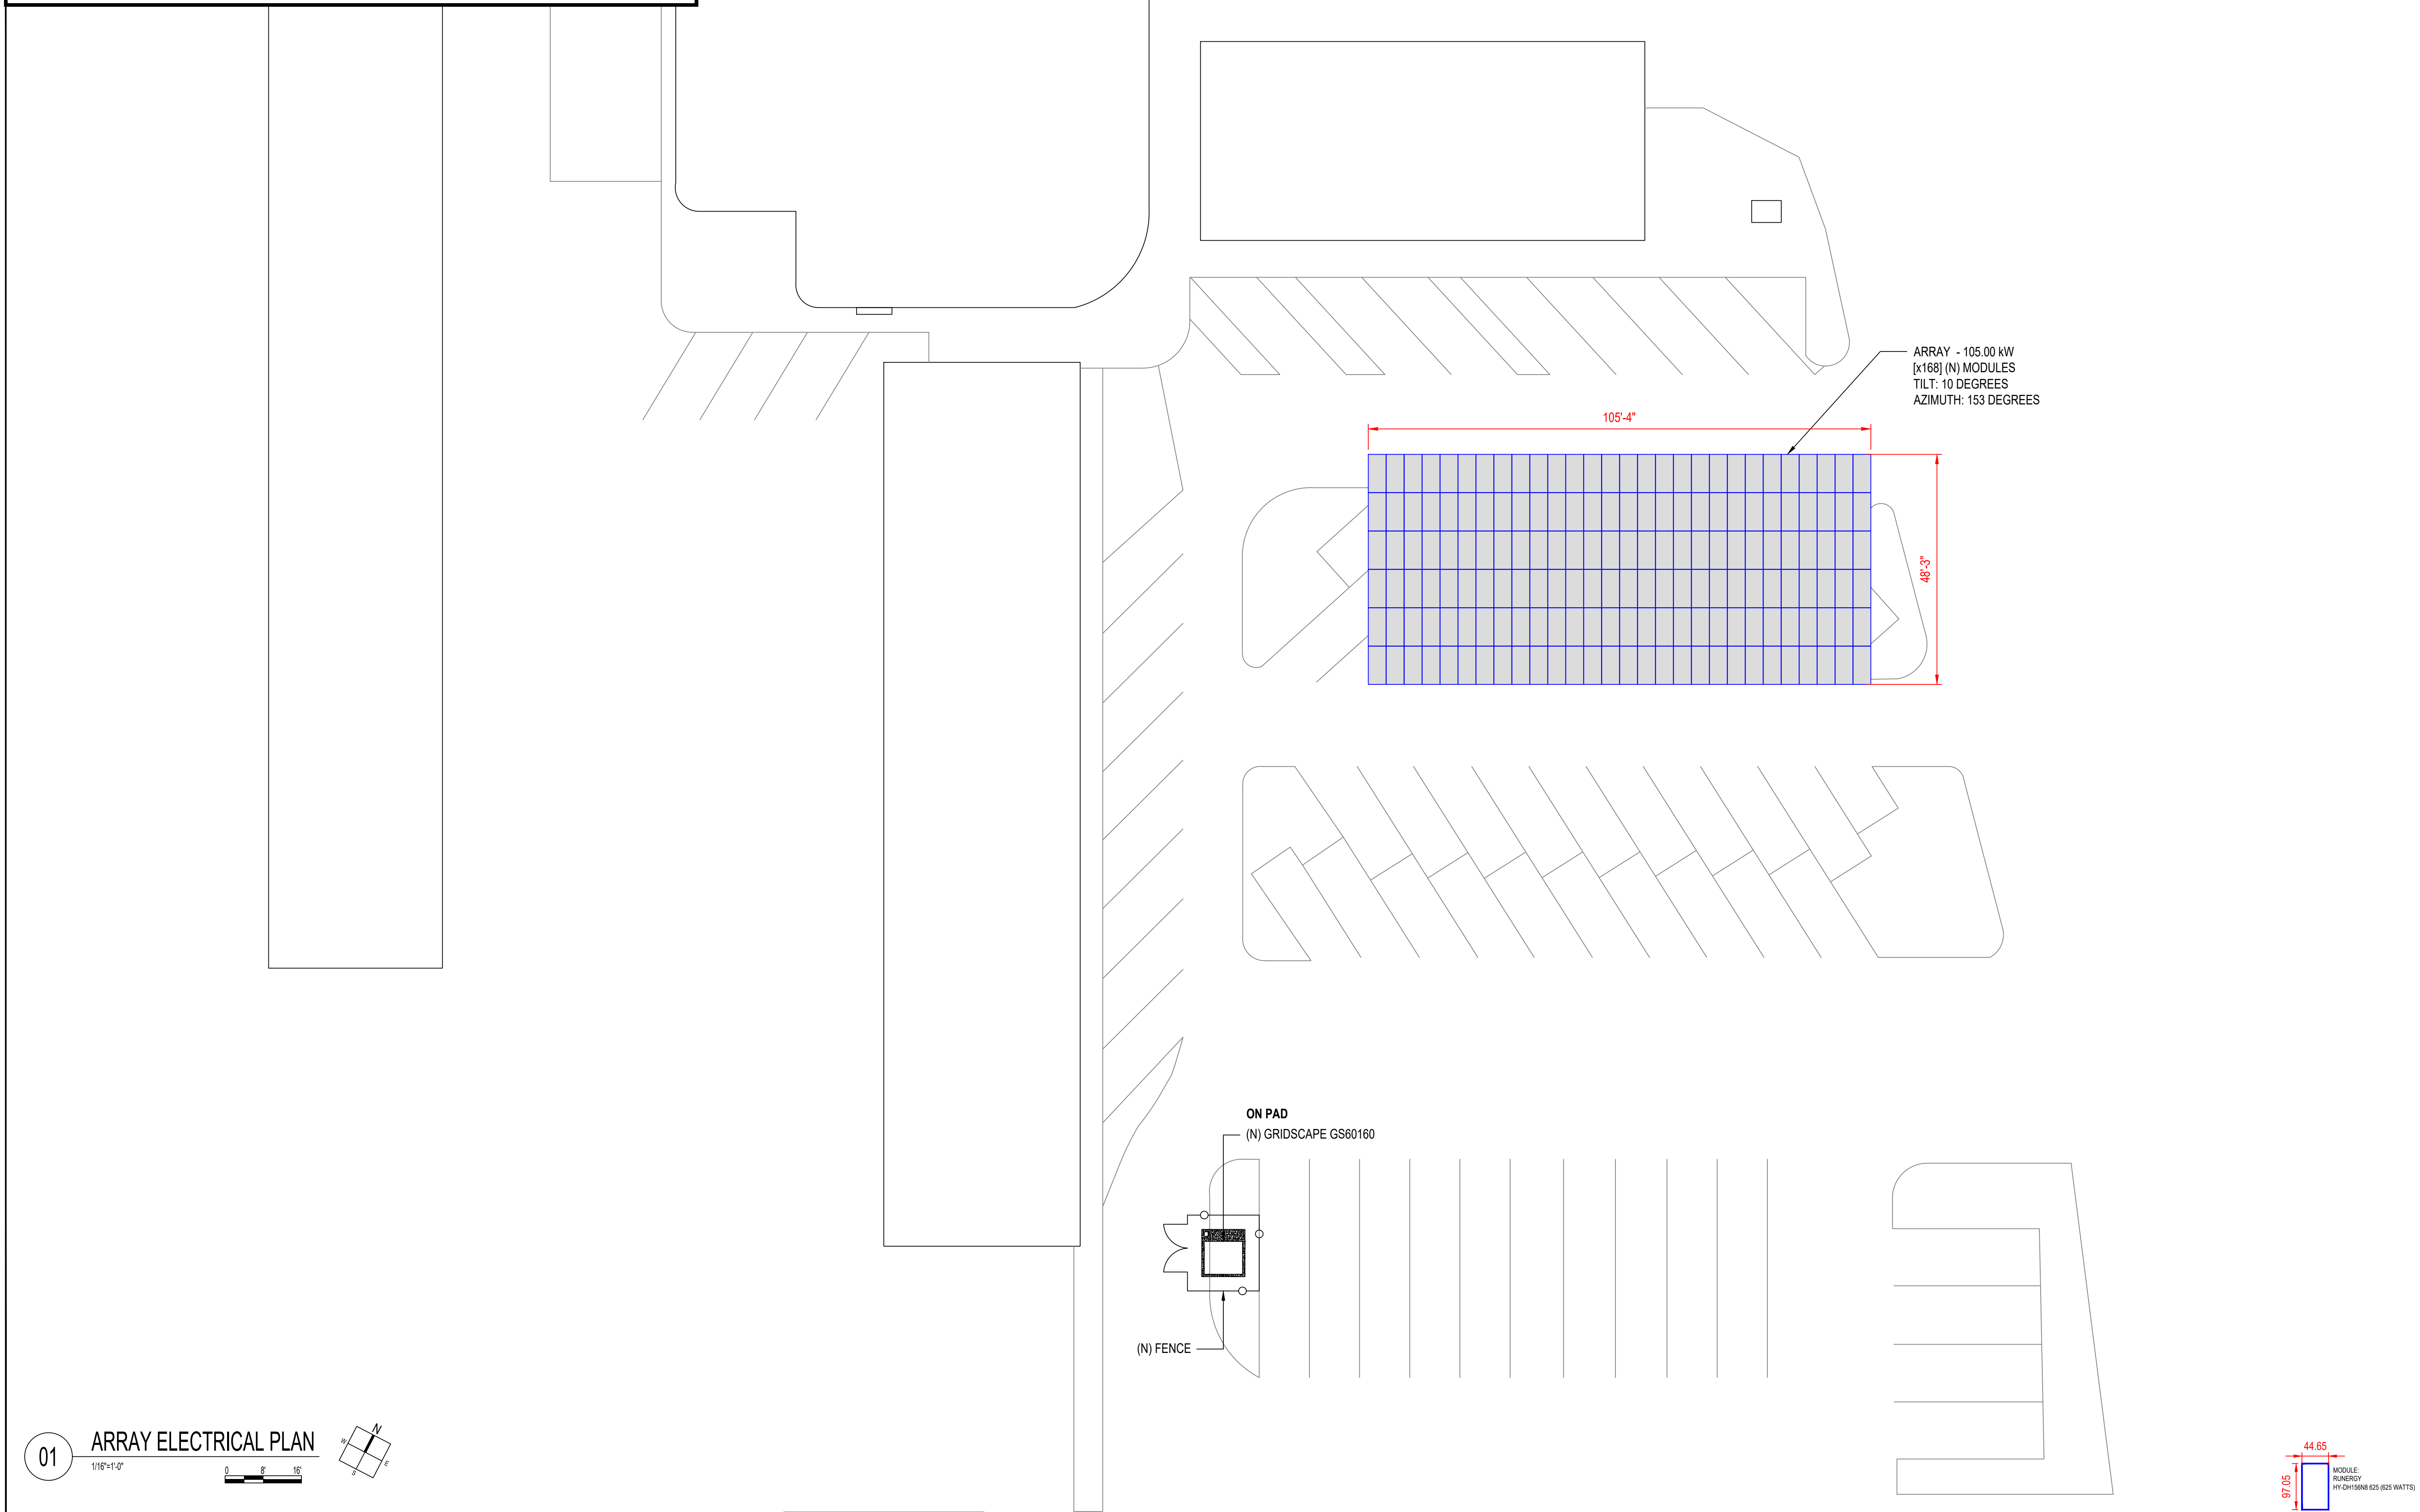 ARRAY - 105.00 kW
[x168] (N) MODULES
TILT: 10 DEGREES
AZIMUTH: 153 DEGREES
105'-4"
48'-3"
ON PAD
(N) GRIDSCAPE GS60160
(N) FENCE
01
ARRAY ELECTRICAL PLAN
1/16"=1'-0"
0 8' 16'
N
W
E
S
44.65
97.05
MODULE:
RUNERGY
HY-DH156N8 625 (625 WATTS)